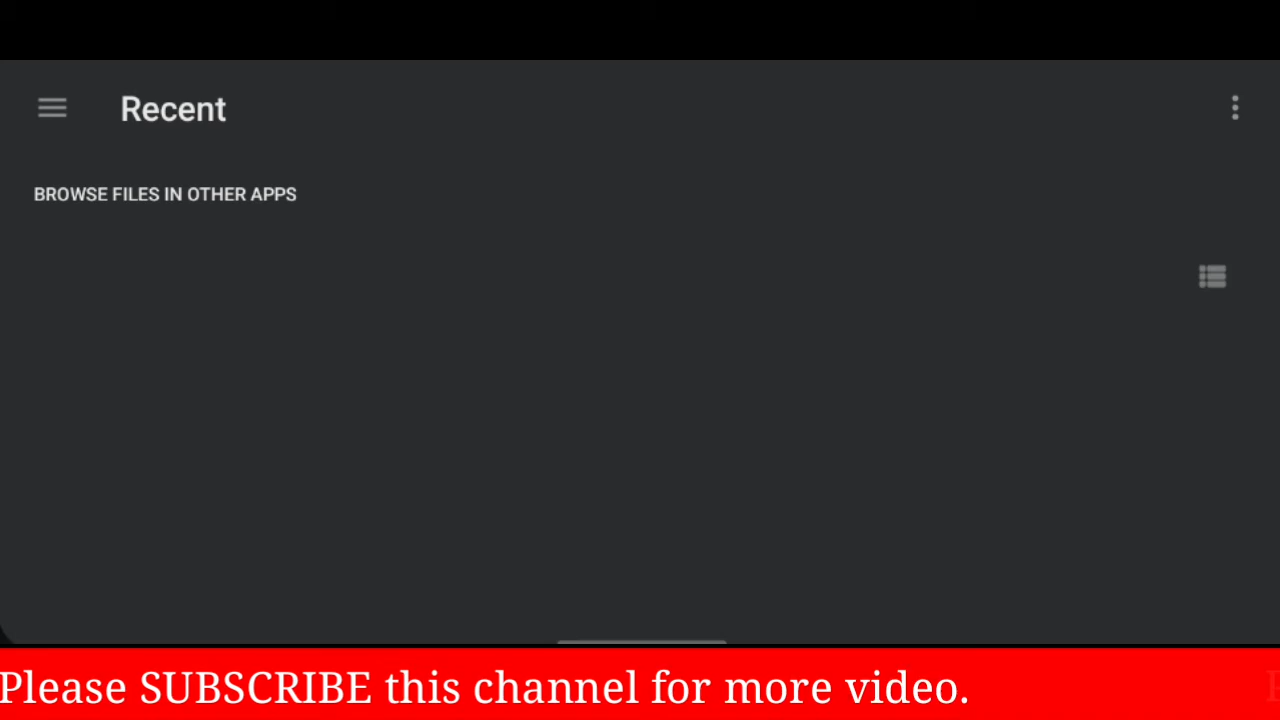 Recent
BROWSE FILES IN OTHER APPS
Please SUBSCRIBE this channel for more video.